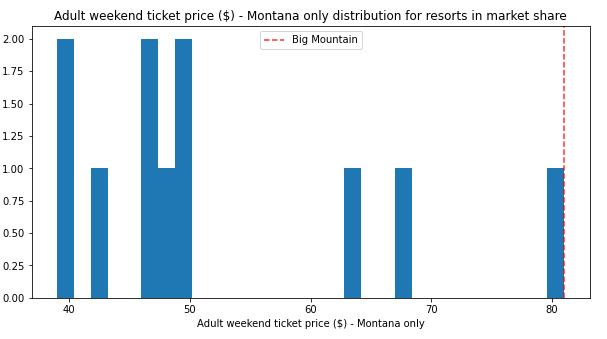 Adult weekend ticket price ($) - Montana only distribution for resorts in market share
Big Mountain
2.00
1.75
1.50
1.25
1.00
0.75
0.50
0.25
0.00
40 50 60 70 80
Adult weekend ticket price ($) - Montana only